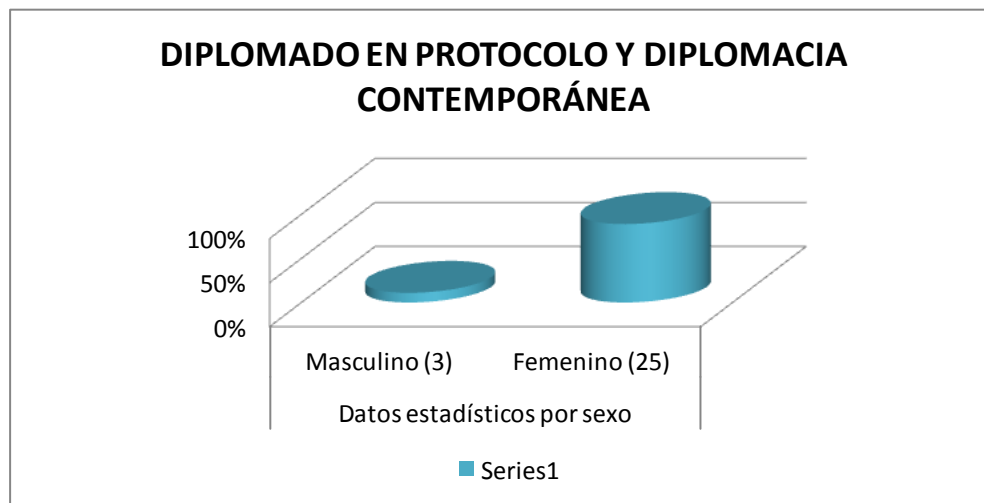 DIPLOMADO EN PROTOCOLO Y DIPLOMACIA
CONTEMPORÁNEA
100%
50%
0%
Masculino (3) Femenino (25)
Datos estadísticos por sexo
Series1